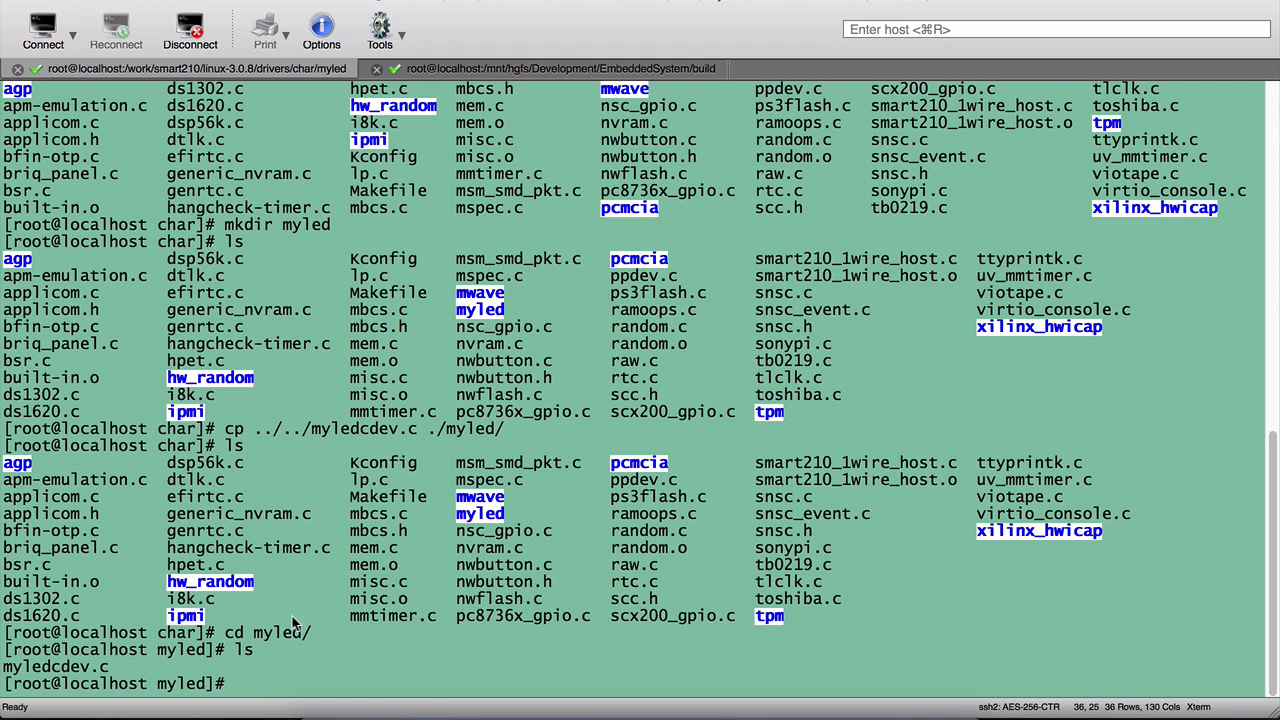 Connect Reconnect Disconnect Print Options Tools Enter host <⌘R>
root@localhost:/work/smart210/linux-3.0.8/drivers/char/myled root@localhost:/mnt/hgfs/Development/EmbeddedSystem/build
agp ds1302.c hpet.c mbcs.h mwave ppdev.c scx200_gpio.c tlclk.c
apm-emulation.c ds1620.c hw_random mem.c nsc_gpio.c ps3flash.c smart210_1wire_host.c toshiba.c
applicom.c dsp56k.c i8k.c mem.o nvram.c ramoops.c smart210_1wire_host.o tpm
applicom.h dtlk.c ipmi misc.c nwbutton.c random.c snsc.c ttyprintk.c
bfin-otp.c efirtc.c Kconfig misc.o nwbutton.h random.o snsc_event.c uv_mmtimer.c
briq_panel.c generic_nvram.c lp.c mmtimer.c nwflash.c raw.c snsc.h viotape.c
bsr.c genrtc.c Makefile msm_smd_pkt.c pc8736x_gpio.c rtc.c sonypi.c virtio_console.c
built-in.o hangcheck-timer.c mbcs.c mspec.c pcmcia scc.h tb0219.c xilinx_hwicap
[root@localhost char]# mkdir myled
[root@localhost char]# ls
agp dsp56k.c Kconfig msm_smd_pkt.c pcmcia smart210_1wire_host.c ttyprintk.c
apm-emulation.c dtlk.c lp.c mspec.c ppdev.c smart210_1wire_host.o uv_mmtimer.c
applicom.c efirtc.c Makefile mwave ps3flash.c snsc.c viotape.c
applicom.h generic_nvram.c mbcs.c myled ramoops.c snsc_event.c virtio_console.c
bfin-otp.c genrtc.c mbcs.h nsc_gpio.c random.c snsc.h xilinx_hwicap
briq_panel.c hangcheck-timer.c mem.c nvram.c random.o sonypi.c
bsr.c hpet.c mem.o nwbutton.c raw.c tb0219.c
built-in.o hw_random misc.c nwbutton.h rtc.c tlclk.c
ds1302.c i8k.c misc.o nwflash.c scc.h toshiba.c
ds1620.c ipmi mmtimer.c pc8736x_gpio.c scx200_gpio.c tpm
[root@localhost char]# cp ../../myledcdev.c ./myled/
[root@localhost char]# ls
agp dsp56k.c Kconfig msm_smd_pkt.c pcmcia smart210_1wire_host.c ttyprintk.c
apm-emulation.c dtlk.c lp.c mspec.c ppdev.c smart210_1wire_host.o uv_mmtimer.c
applicom.c efirtc.c Makefile mwave ps3flash.c snsc.c viotape.c
applicom.h generic_nvram.c mbcs.c myled ramoops.c snsc_event.c virtio_console.c
bfin-otp.c genrtc.c mbcs.h nsc_gpio.c random.c snsc.h xilinx_hwicap
briq_panel.c hangcheck-timer.c mem.c nvram.c random.o sonypi.c
bsr.c hpet.c mem.o nwbutton.c raw.c tb0219.c
built-in.o hw_random misc.c nwbutton.h rtc.c tlclk.c
ds1302.c i8k.c misc.o nwflash.c scc.h toshiba.c
ds1620.c ipmi mmtimer.c pc8736x_gpio.c scx200_gpio.c tpm
[root@localhost char]# cd myled/
[root@localhost myled]# ls
myledcdev.c
[root@localhost myled]#
Ready ssh2: AES-256-CTR 36, 25 36 Rows, 130 Cols Xterm